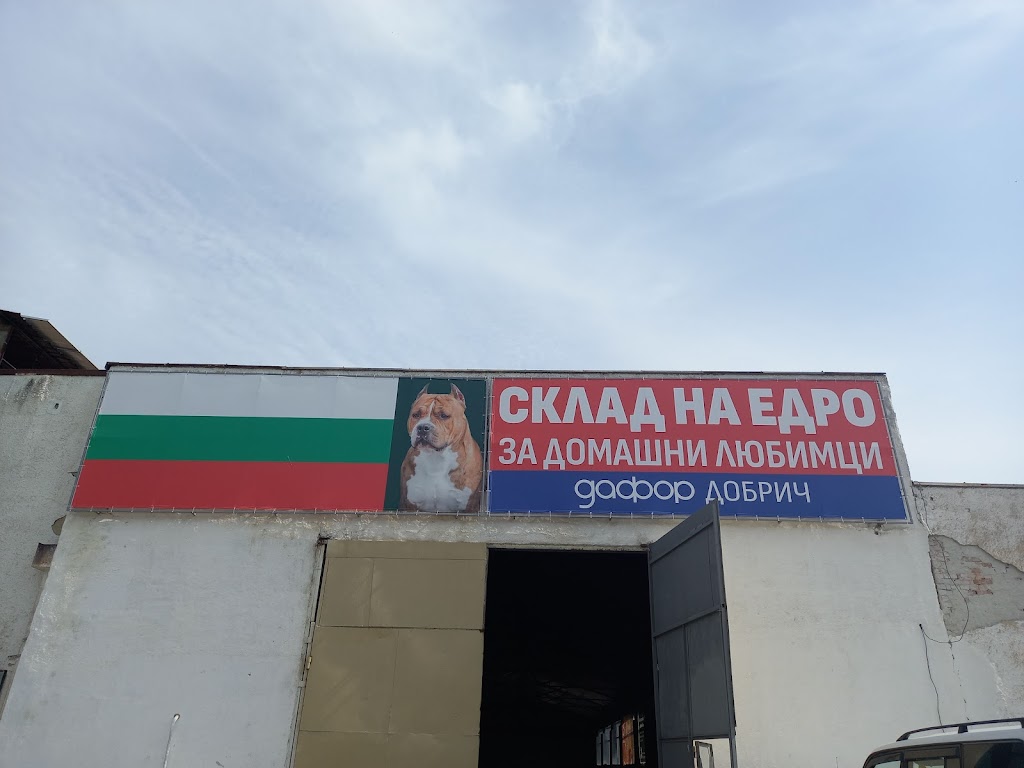 СКЛАД НА ЕДРО
ЗА ДОМАШНИ ЛЮБИМЦИ
дафор ДОБРИЧ